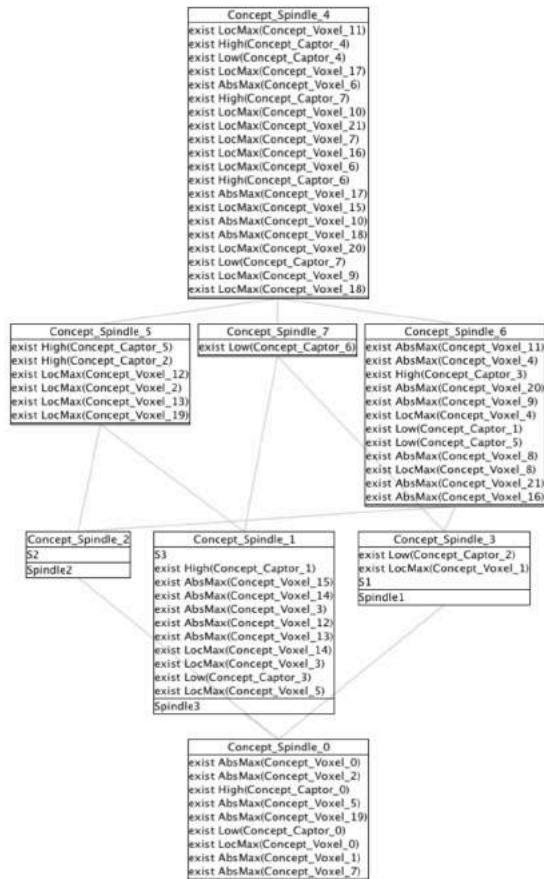 Concept_Spindle_4
exist LocMax(Concept_Voxel_11)
exist High(Concept_Captor_4)
exist Low(Concept_Captor_4)
exist LocMax(Concept_Voxel_17)
exist AbsMax(Concept_Voxel_6)
exist High(Concept_Captor_7)
exist LocMax(Concept_Voxel_10)
exist LocMax(Concept_Voxel_21)
exist LocMax(Concept_Voxel_7)
exist LocMax(Concept_Voxel_16)
exist LocMax(Concept_Voxel_6)
exist High(Concept_Captor_6)
exist AbsMax(Concept_Voxel_17)
exist LocMax(Concept_Voxel_15)
exist AbsMax(Concept_Voxel_10)
exist AbsMax(Concept_Voxel_18)
exist LocMax(Concept_Voxel_20)
exist Low(Concept_Captor_7)
exist LocMax(Concept_Voxel_9)
exist LocMax(Concept_Voxel_18)
Concept_Spindle_5
exist High(Concept_Captor_5)
exist High(Concept_Captor_2)
exist LocMax(Concept_Voxel_12)
exist LocMax(Concept_Voxel_2)
exist LocMax(Concept_Voxel_13)
exist LocMax(Concept_Voxel_19)
Concept_Spindle_7
exist Low(Concept_Captor_6)
Concept_Spindle_6
exist AbsMax(Concept_Voxel_11)
exist AbsMax(Concept_Voxel_4)
exist High(Concept_Captor_3)
exist AbsMax(Concept_Voxel_20)
exist AbsMax(Concept_Voxel_9)
exist LocMax(Concept_Voxel_4)
exist Low(Concept_Captor_1)
exist Low(Concept_Captor_5)
exist AbsMax(Concept_Voxel_8)
exist LocMax(Concept_Voxel_8)
exist AbsMax(Concept_Voxel_21)
exist AbsMax(Concept_Voxel_16)
Concept_Spindle_2
S2
Spindle2
Concept_Spindle_1
S3
exist High(Concept_Captor_1)
exist AbsMax(Concept_Voxel_15)
exist AbsMax(Concept_Voxel_14)
exist AbsMax(Concept_Voxel_3)
exist AbsMax(Concept_Voxel_12)
exist AbsMax(Concept_Voxel_13)
exist LocMax(Concept_Voxel_14)
exist LocMax(Concept_Voxel_3)
exist Low(Concept_Captor_3)
exist LocMax(Concept_Voxel_5)
Spindle3
Concept_Spindle_3
exist Low(Concept_Captor_2)
exist LocMax(Concept_Voxel_1)
S1
Spindle1
Concept_Spindle_0
exist AbsMax(Concept_Voxel_0)
exist AbsMax(Concept_Voxel_2)
exist High(Concept_Captor_0)
exist AbsMax(Concept_Voxel_5)
exist AbsMax(Concept_Voxel_19)
exist Low(Concept_Captor_0)
exist LocMax(Concept_Voxel_0)
exist AbsMax(Concept_Voxel_1)
exist AbsMax(Concept_Voxel_7)